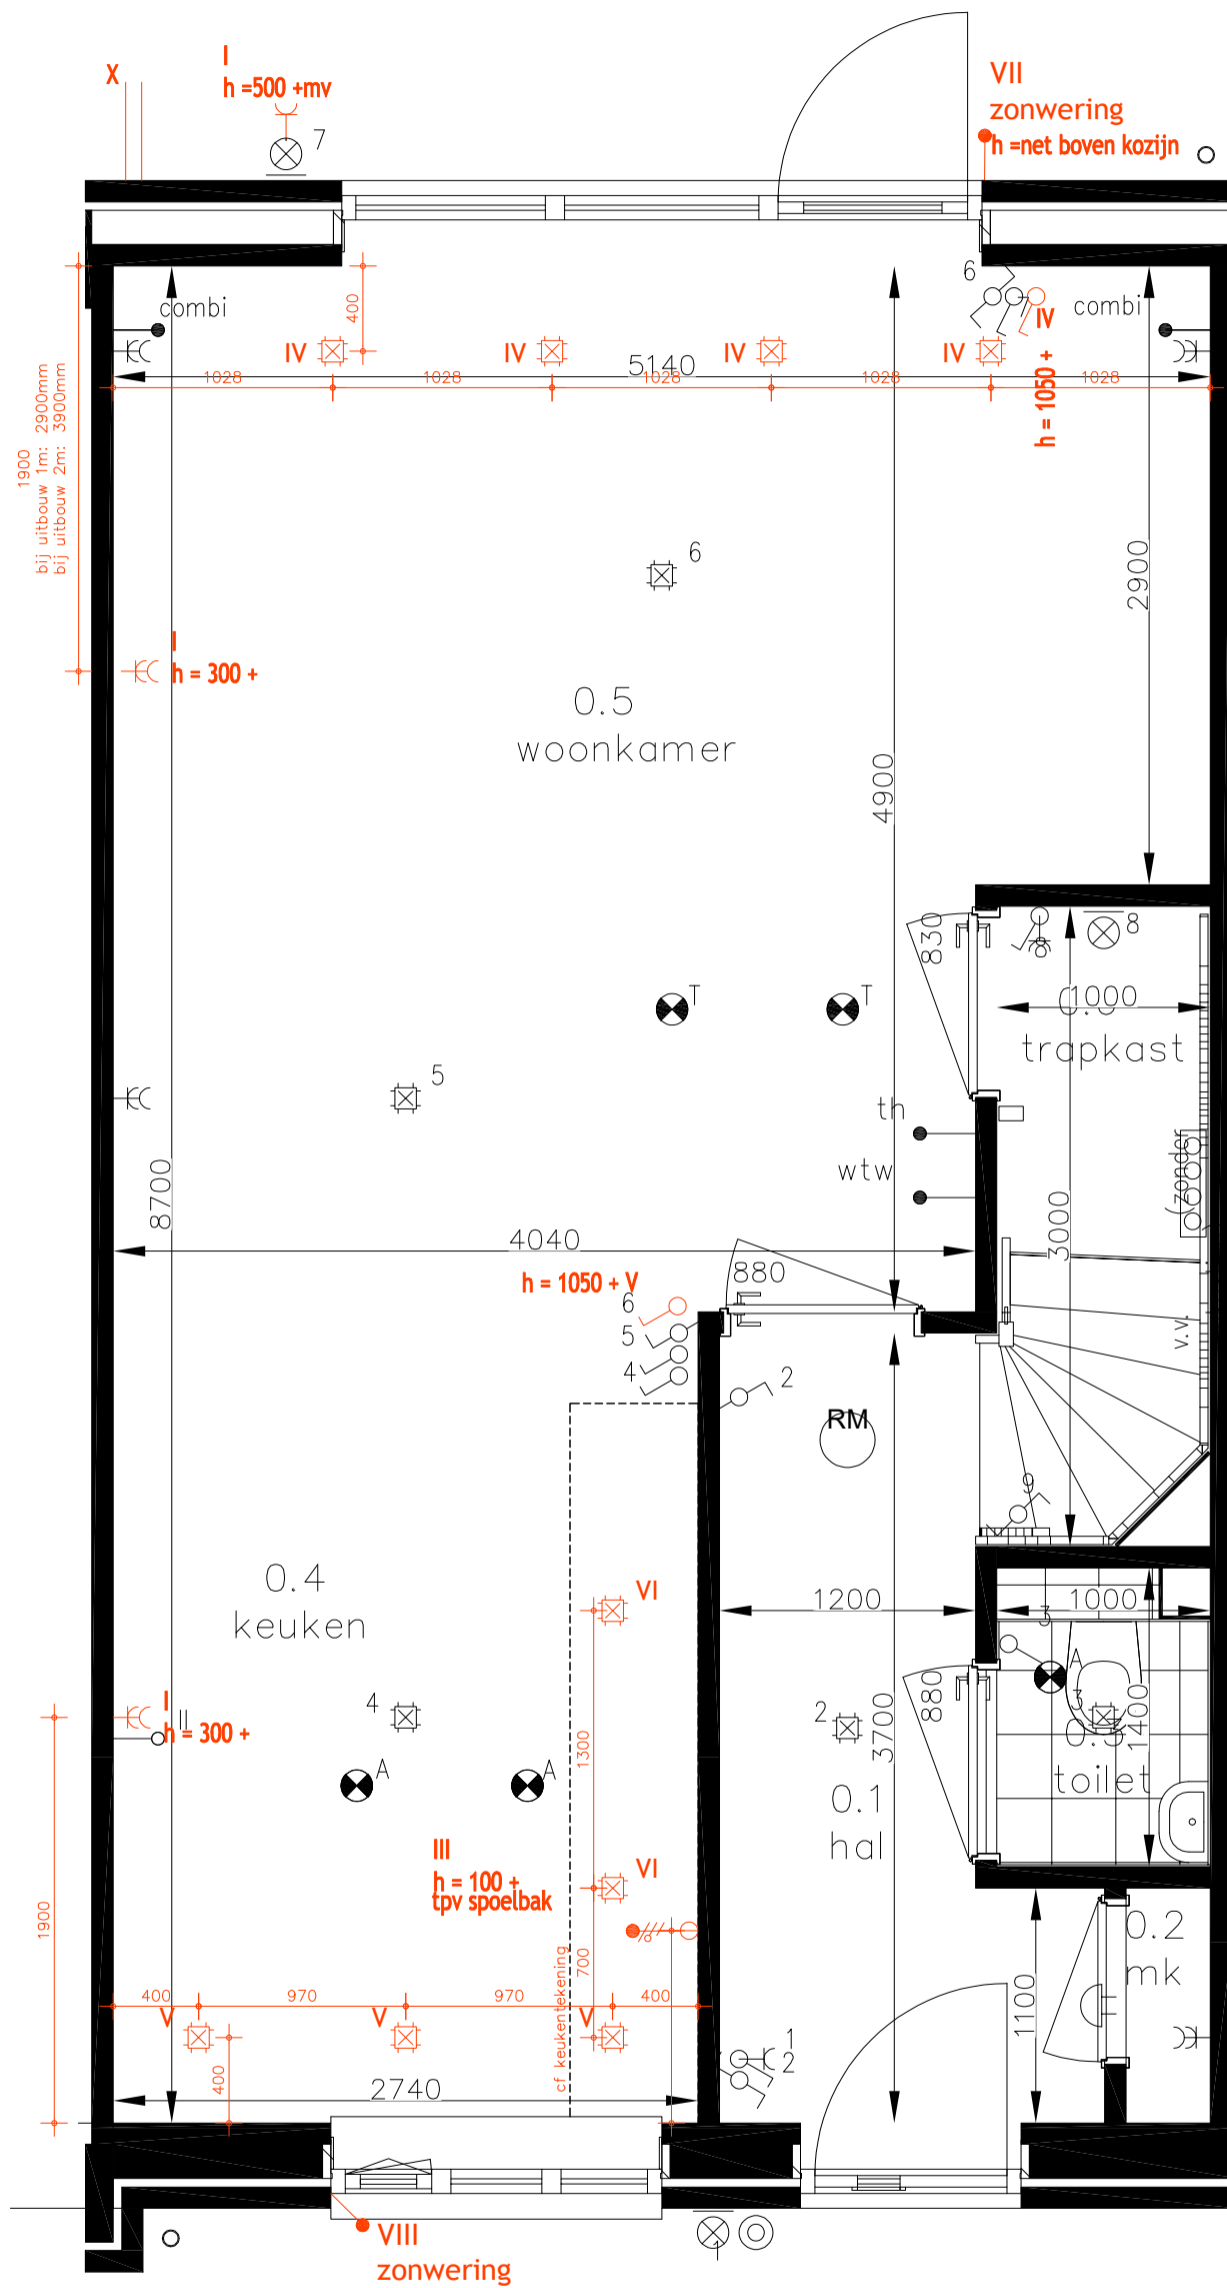 I
X
h =500 +mv
7
VII
zonwering
h =net boven kozijn
combi
400
6
combi
IV
IV
IV
IV
IV
5140
1028
1028
1028
1028
1028
h = 1050 +
1900
bij uitbouw 1m: 2900mm
bij uitbouw 2m: 3900mm
6
2900
I
h = 300 +
0.5
woonkamer
4900
830
8
8
T
T
1000
trapkast
5
th
wtw
(zonder
8700
3000
4040
880
h = 1050 + V
6
5
4
2
v.v.
RM
9
0.4
keuken
VI
1200
1000
3
I
II
h = 300 +
4
1300
2
3700
880
A
3
1400
toilet
A
A
0.1
hal
III
h = 100 +
tpv spoelbak
VI
1900
700
0.2
mk
400
970
970
400
V
V
V
cf keukentekening
1100
400
1
2
2740
VIII
zonwering
1